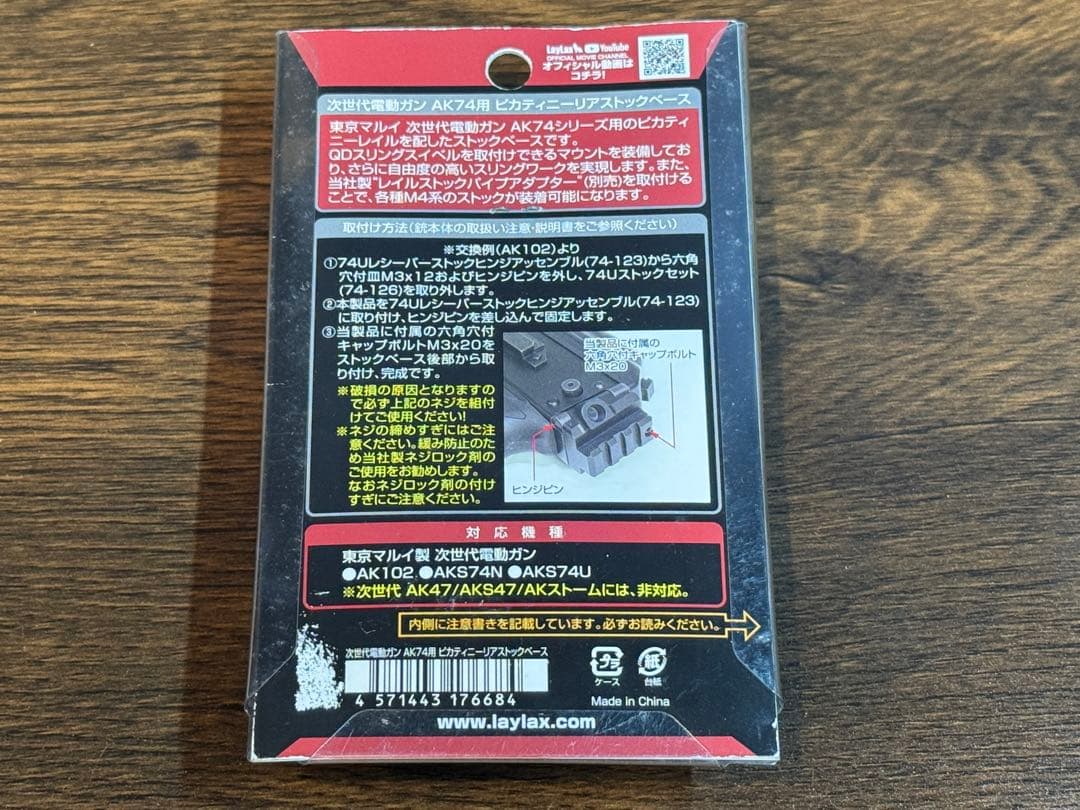 LayLax YouTube
OFFICIAL MOVIE CHANNEL
オフィシャル動画は
コチラ!
次世代電動ガン AK74用 ピカティニーリアストックベース
東京マルイ 次世代電動ガン AK74シリーズ用のピカティ
ニーレイルを配したストックベースです。
QDスリングスイベルを取付けできるマウントを装備してお
り、さらに自由度の高いスリングワークを実現します。また、
当社製"レイルストックパイプアダプター"(別売)を取付ける
ことで、各種M4系のストックが装着可能になります。
取付け方法(銃本体の取扱い注意・説明書をご参照ください)
※交換例(AK102)より
①74ULレシーバーストックヒンジアッセンブル(74-123)から六角
穴付皿M3x12およびヒンジピンを外し、74Uストックセット
(74-126)を取り外します。
②本製品を74ULレシーバーストックヒンジアッセンブル(74-123)
に取り付け、ヒンジピンを差し込んで固定します。
③当製品に付属の六角穴付
キャップボルトM3x20を
ストックベース後部から取
り付け、完成です。
※破損の原因となりますの
で必ず上記のネジを組付
けてご使用ください!
※ネジの締めすぎにはご注
意ください。緩み防止のた
め当社製ネジロック剤の
ご使用をお勧めします。
なおネジロック剤の付け
すぎにご注意ください。
当製品に付属の
六角穴付キャップボルト
M3x20
ヒンジピン
対応機種
東京マルイ製 次世代電動ガン
●AK102 ●AKS74N ●AKS74U
※次世代 AK47/AKS47/AKストームには、非対応。
内側に注意書きを記載しています。必ずお読みください。
次世代電動ガン AK74用 ピカティニーリアストックベース
4 571443 176684
プラ
ケース
紙
台紙
Made in China
www.laylax.com